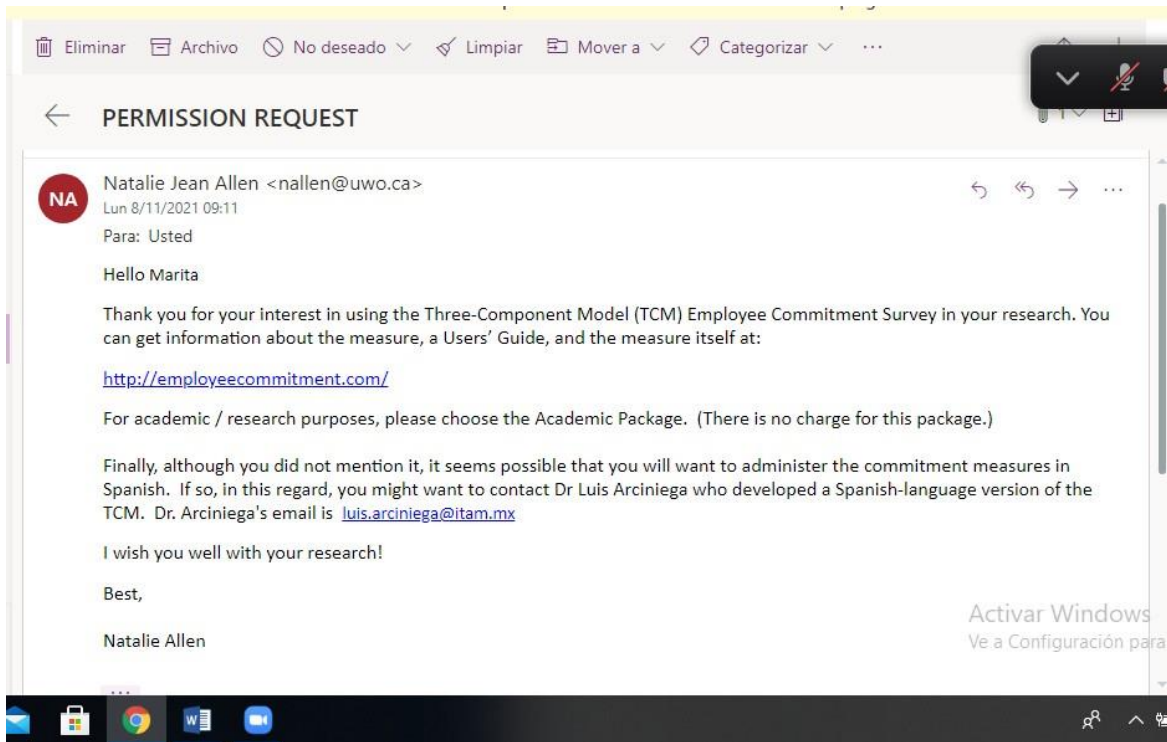 Eliminar Archivo No deseado Limpiar Mover a Categorizar ...
PERMISSION REQUEST
NA
Natalie Jean Allen <nallen@uwo.ca>
Lun 8/11/2021 09:11
Para: Usted
Hello Marita
Thank you for your interest in using the Three-Component Model (TCM) Employee Commitment Survey in your research. You
can get information about the measure, a Users' Guide, and the measure itself at:
http://employeecommitment.com/
For academic / research purposes, please choose the Academic Package. (There is no charge for this package.)
Finally, although you did not mention it, it seems possible that you will want to administer the commitment measures in
Spanish. If so, in this regard, you might want to contact Dr Luis Arciniega who developed a Spanish-language version of the
TCM. Dr. Arciniega's email is luis.arciniega@itam.mx
I wish you well with your research!
Best,
Natalie Allen
Activar Windows
Ve a Configuración para